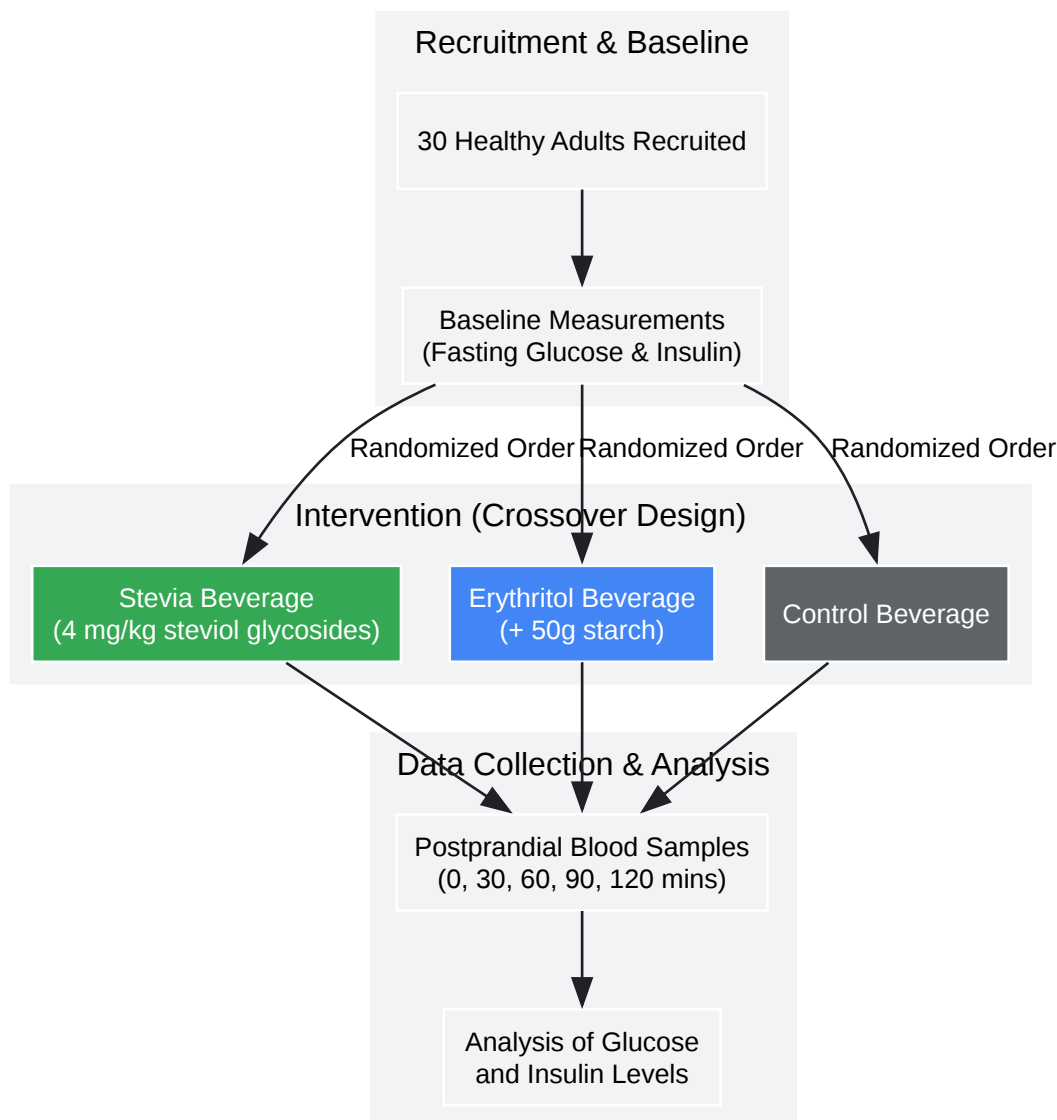 Recruitment & Baseline
30 Healthy Adults Recruited
Baseline Measurements
(Fasting Glucose & Insulin)
Randomized Order
Randomized Order
Randomized Order
Intervention (Crossover Design)
Stevia Beverage
(4 mg/kg steviol glycosides)
Erythritol Beverage
(+ 50g starch)
Control Beverage
Data Collection & Analysis
Postprandial Blood Samples
(0, 30, 60, 90, 120 mins)
Analysis of Glucose
and Insulin Levels